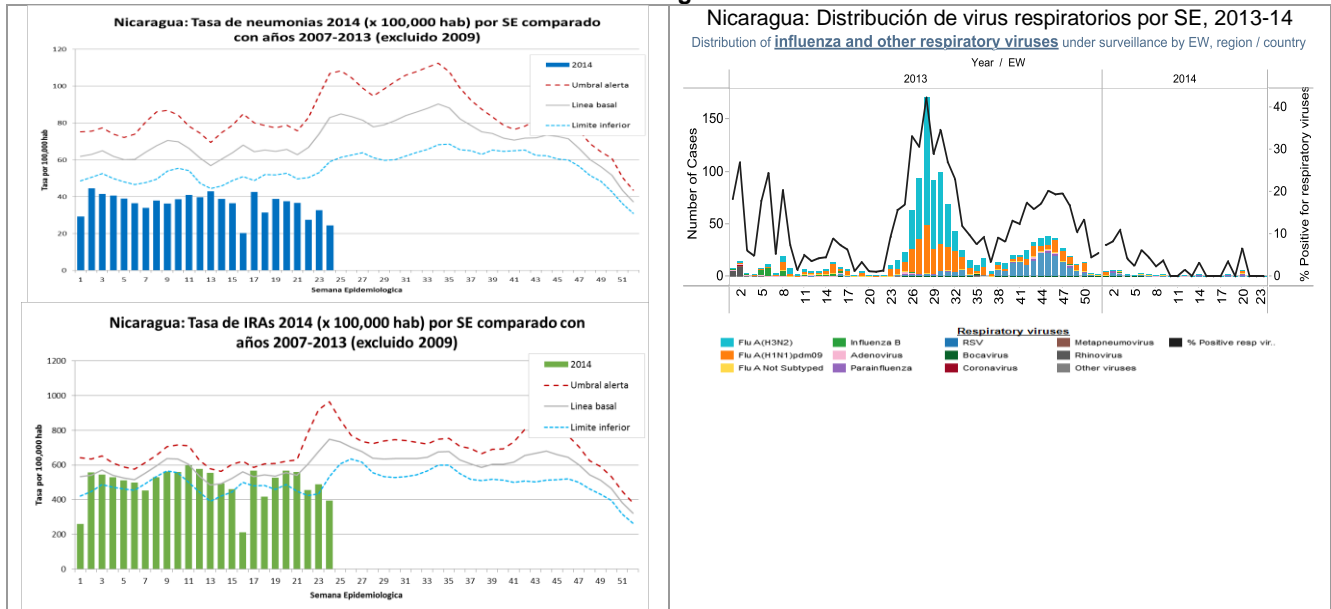 Nicaragua: Tasa de neumonias 2014 (x 100,000 hab) por SE comparado
con años 2007-2013 (excluido 2009)
Tasa por 100,000 hab
120
100
80
60
40
20
0
2014
Umbral alerta
Linea basal
Limite inferior
1 3 5 7 9 11 13 15 17 19 21 23 25 27 29 31 33 35 37 39 41 43 45 47 49 51
Semana Epidemiologica
Nicaragua: Tasa de IRAs 2014 (x 100,000 hab) por SE comparado con
años 2007-2013 (excluido 2009)
Tasa por 100,000 hab
1200
1000
800
600
400
200
0
2014
Umbral alerta
Linea basal
Limite inferior
1 3 5 7 9 11 13 15 17 19 21 23 25 27 29 31 33 35 37 39 41 43 45 47 49 51
Semana Epidemiologica
Nicaragua: Distribución de virus respiratorios por SE, 2013-14
Distribution of influenza and other respiratory viruses under surveillance by EW, region / country
Year / EW
2013 2014
Number of Cases
150
100
50
0
% Positive for respiratory viruses
40
30
20
10
0
2 5 8 11 14 17 20 23 26 29 32 35 38 41 44 47 50 2 5 8 11 14 17 20 23
Respiratory viruses
Flu A(H3N2) Influenza B RSV Metapneumovirus % Positive resp vir..
Flu A(H1N1)pdm09 Adenovirus Bocavirus Rhinovirus
Flu A Not Subtyped Parainfluenza Coronavirus Other viruses